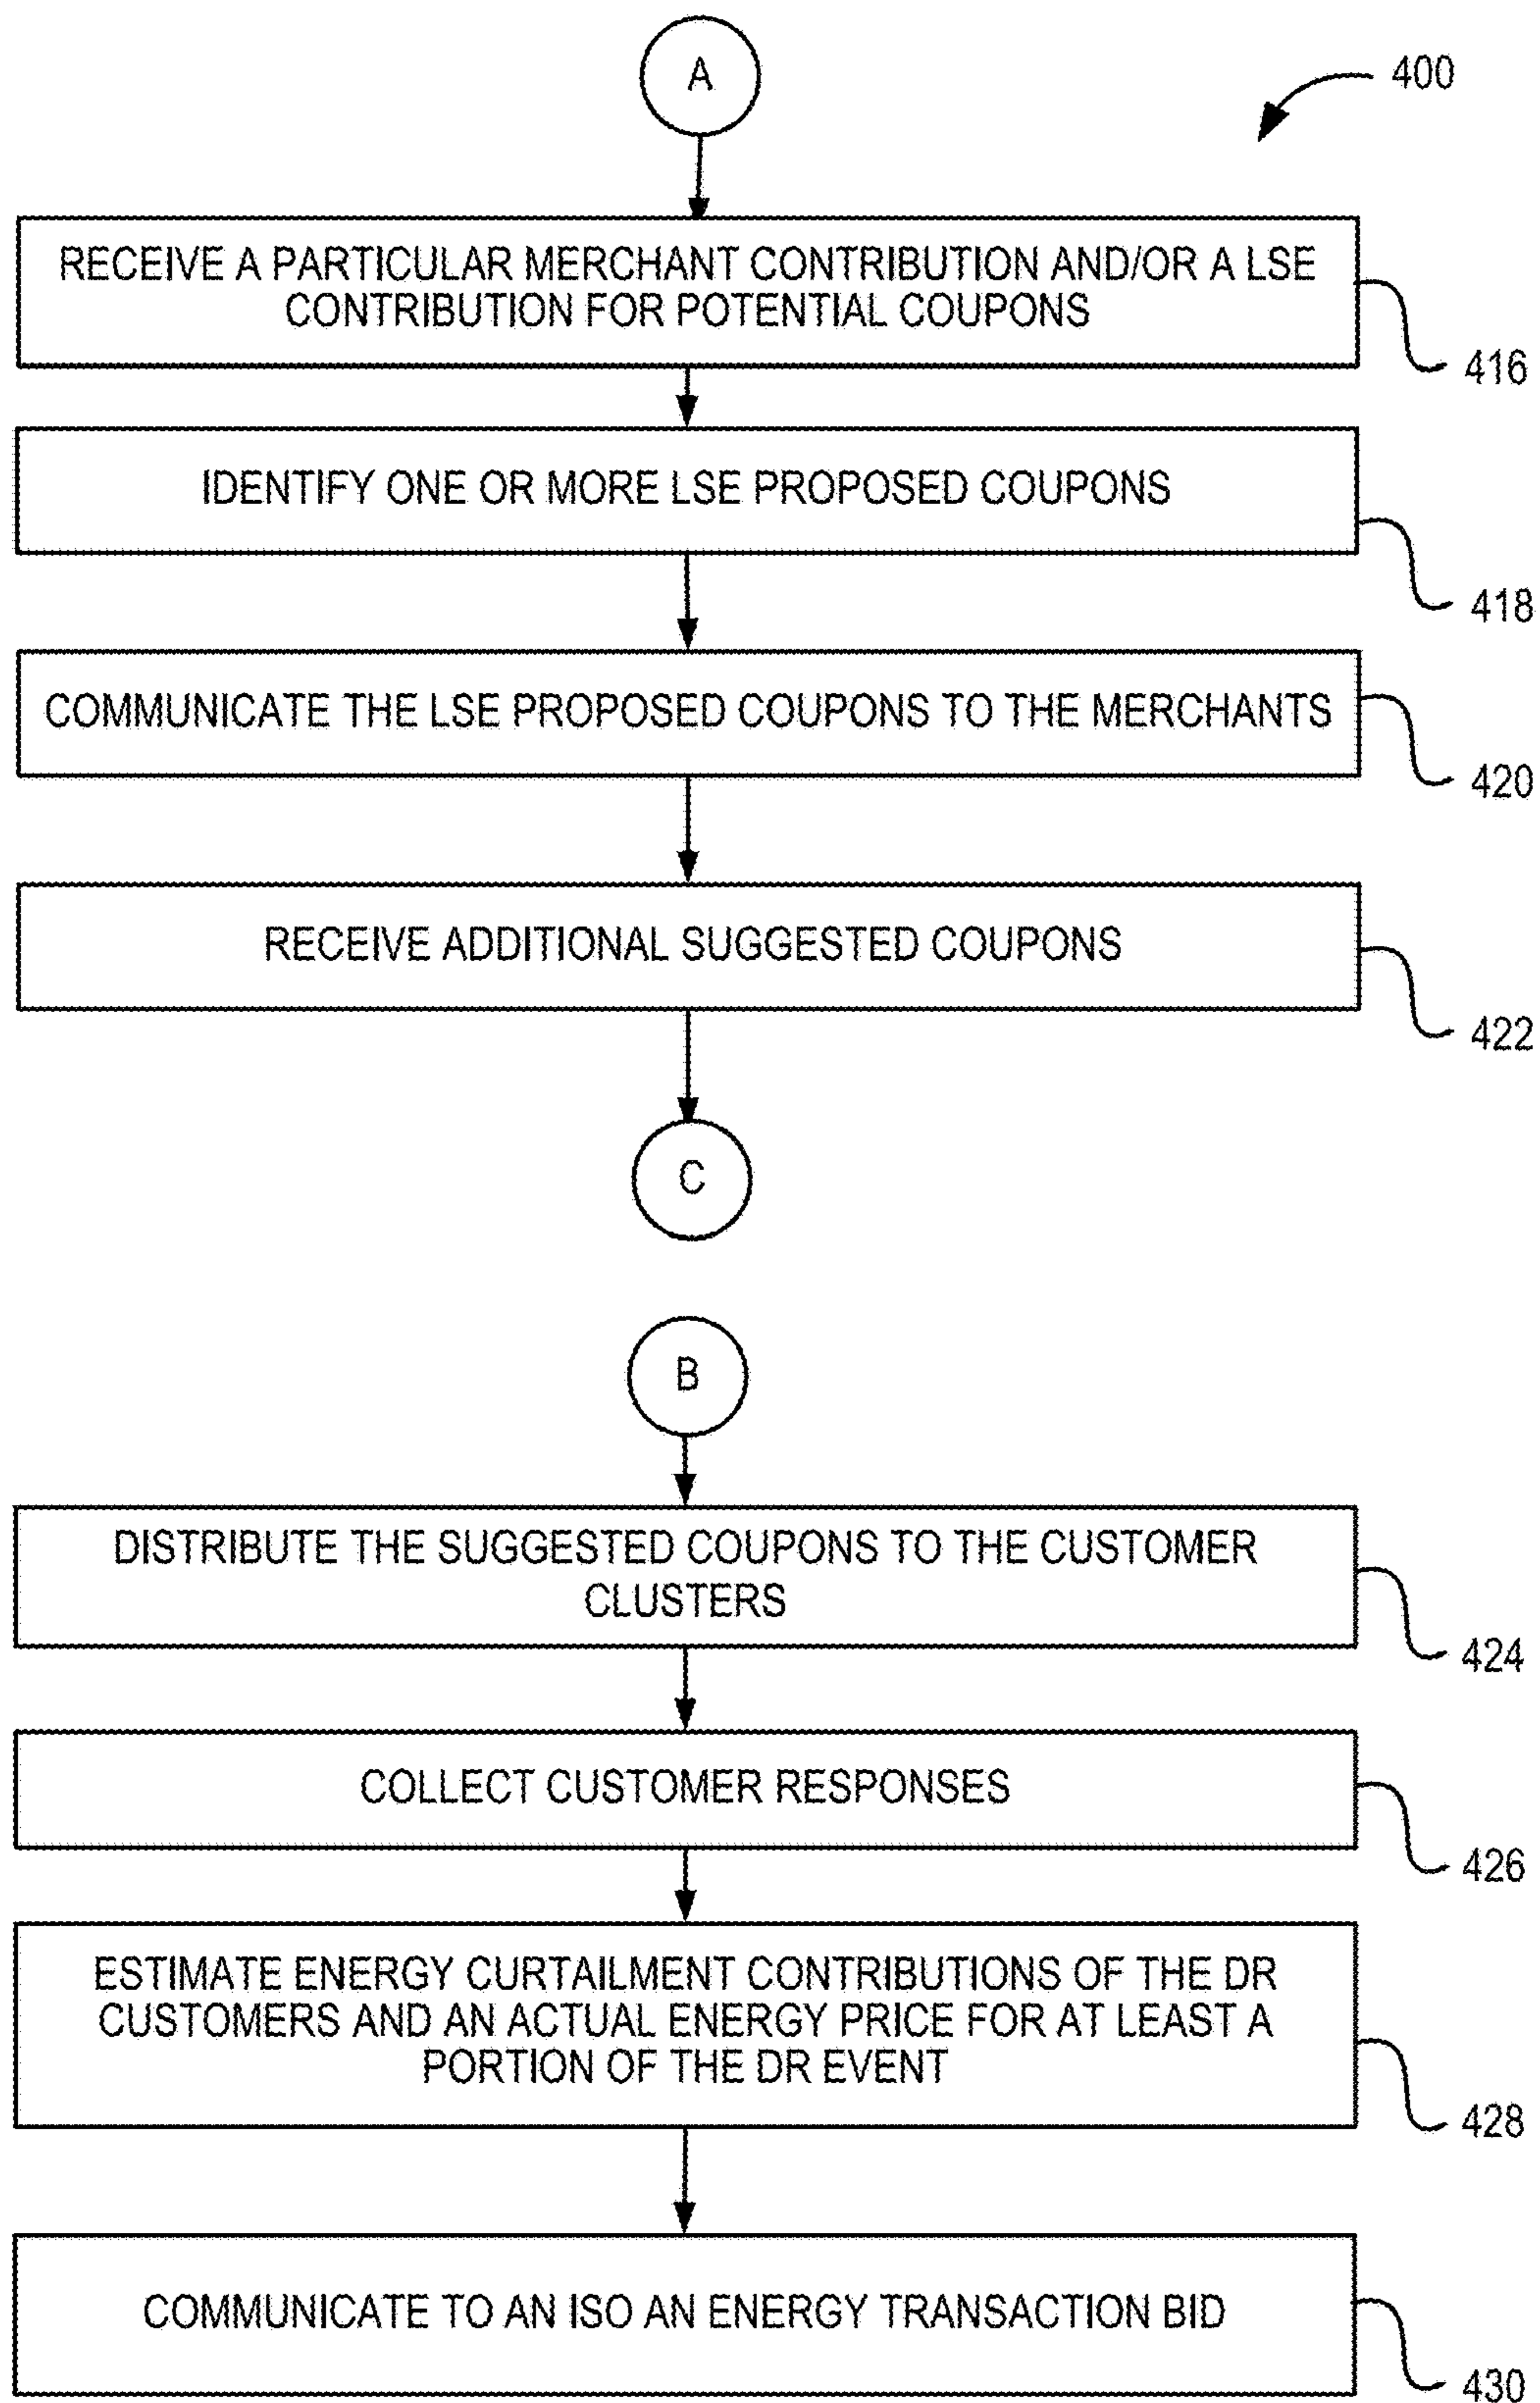 A
400
RECEIVE A PARTICULAR MERCHANT CONTRIBUTION AND/OR A LSE
CONTRIBUTION FOR POTENTIAL COUPONS
416
IDENTIFY ONE OR MORE LSE PROPOSED COUPONS
418
COMMUNICATE THE LSE PROPOSED COUPONS TO THE MERCHANTS
420
RECEIVE ADDITIONAL SUGGESTED COUPONS
422
C
B
DISTRIBUTE THE SUGGESTED COUPONS TO THE CUSTOMER
CLUSTERS
424
COLLECT CUSTOMER RESPONSES
426
ESTIMATE ENERGY CURTAILMENT CONTRIBUTIONS OF THE DR
CUSTOMERS AND AN ACTUAL ENERGY PRICE FOR AT LEAST A
PORTION OF THE DR EVENT
428
COMMUNICATE TO AN ISO AN ENERGY TRANSACTION BID
430